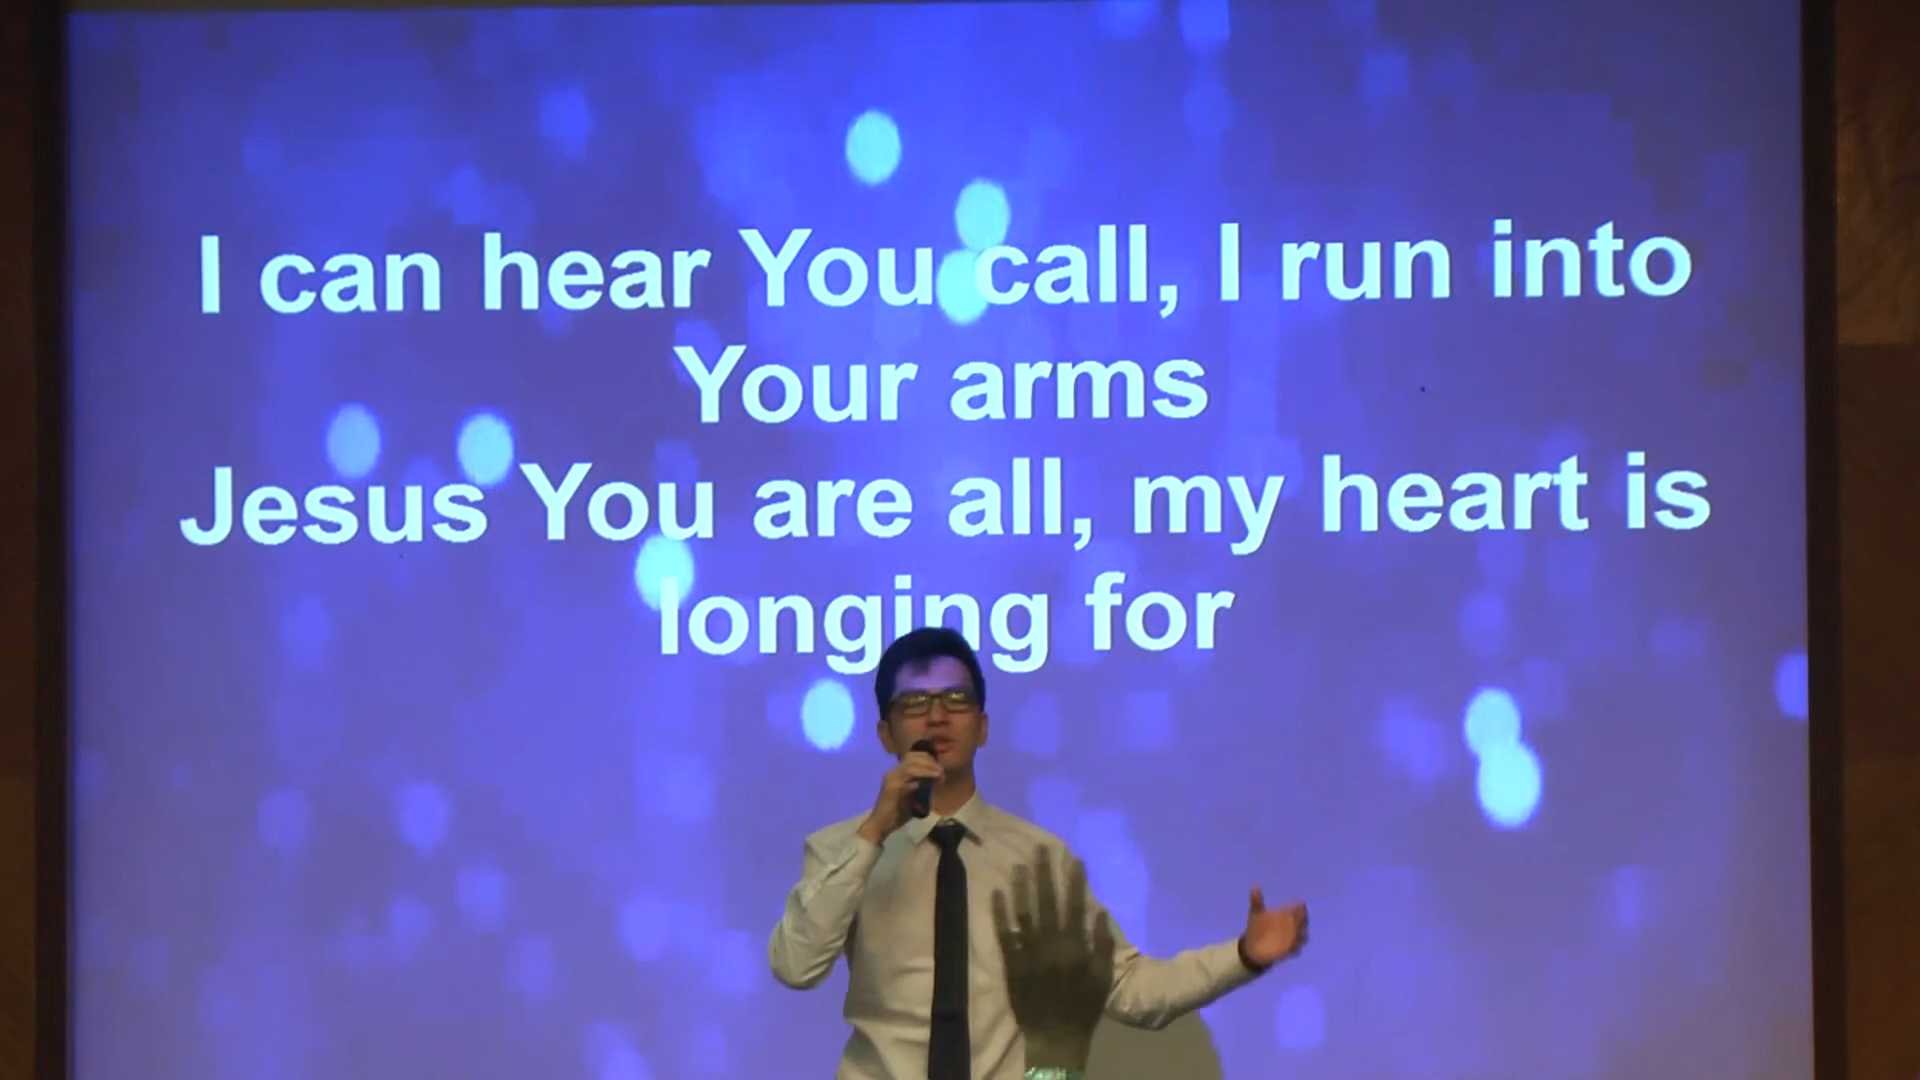 I can hear You call, I run into
Your arms
Jesus You are all, my heart is
longing for